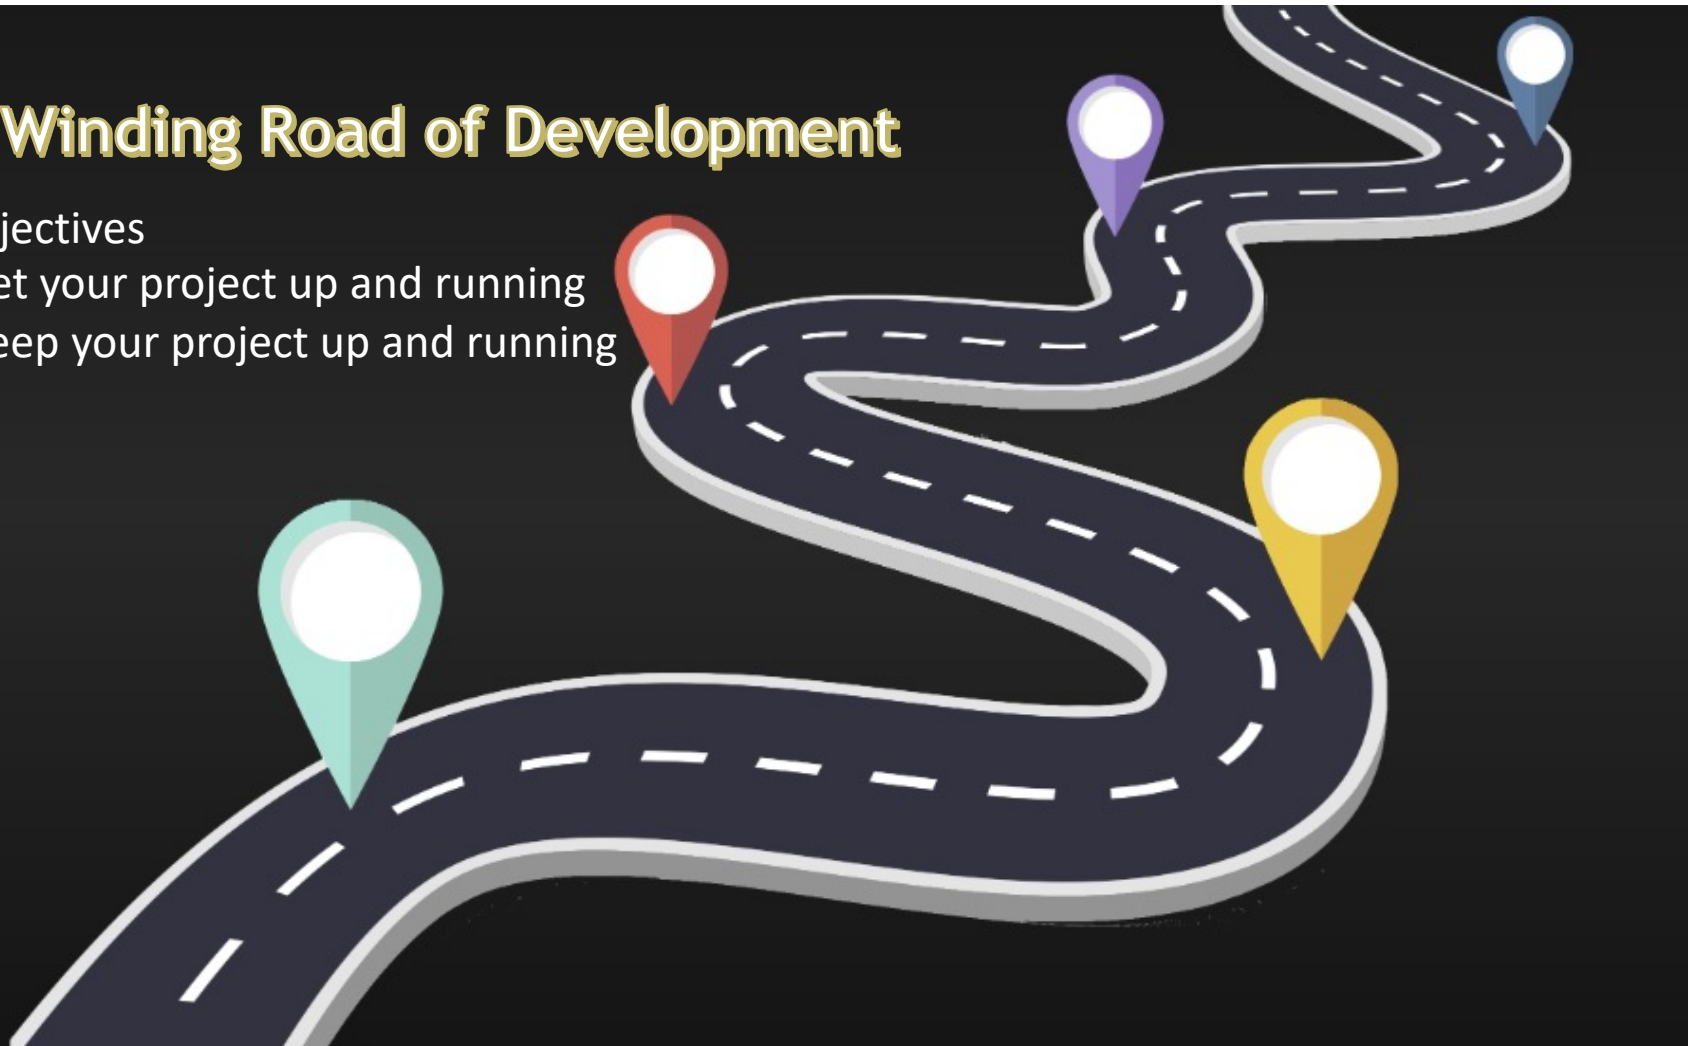 Winding Road of Development
jectives
et your project up and running
eep your project up and running